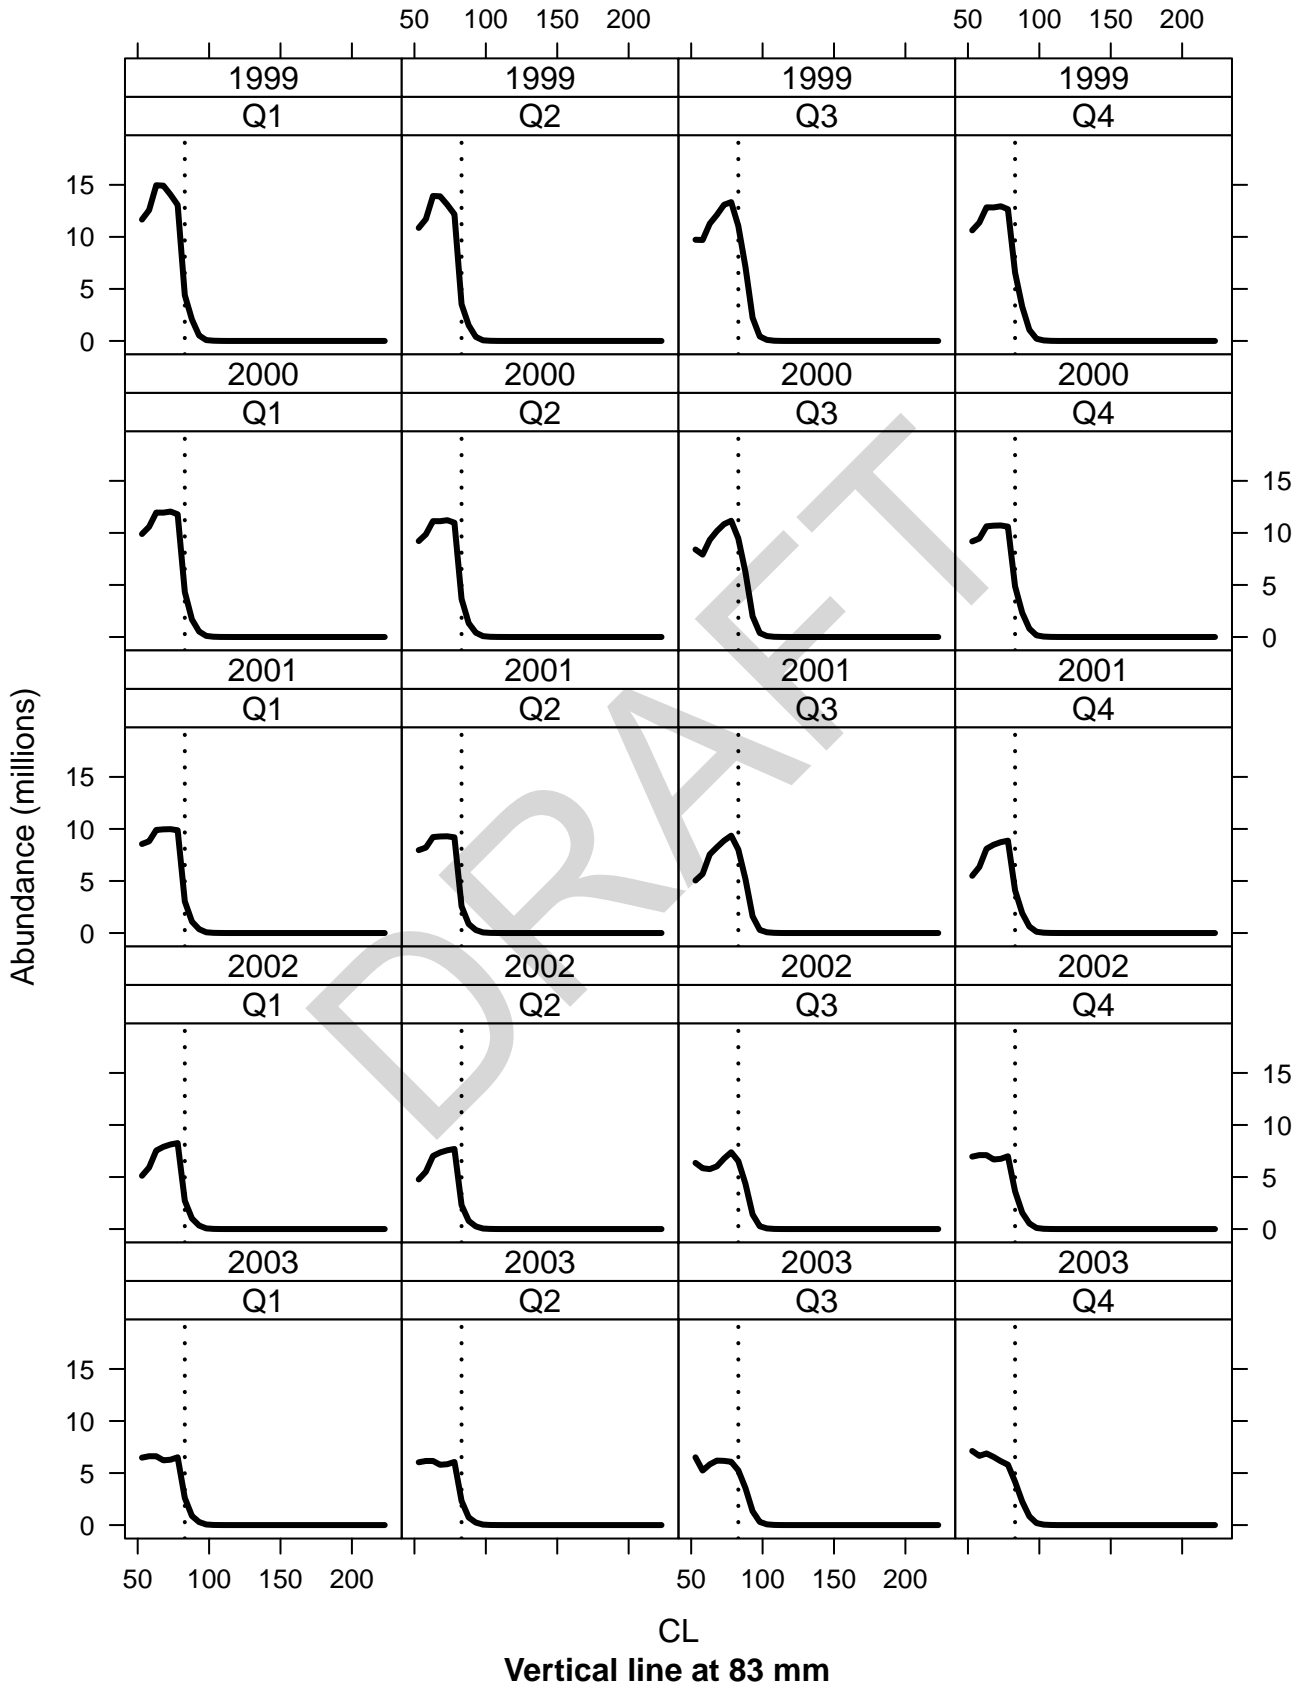 50 100 150 200 50 100 150 200
1999 1999 1999 1999
Q1 Q2 Q3 Q4
15
10
5
0
2000 2000 2000 2000
Q1 Q2 Q3 Q4
15
10
5
0
2001 2001 2001 2001
Q1 Q2 Q3 Q4
15
10
5
0
2002 2002 2002 2002
Q1 Q2 Q3 Q4
15
10
5
0
2003 2003 2003 2003
Q1 Q2 Q3 Q4
15
10
5
0
50 100 150 200 50 100 150 200
Abundance (millions)
CL
Vertical line at 83 mm
DRAFT